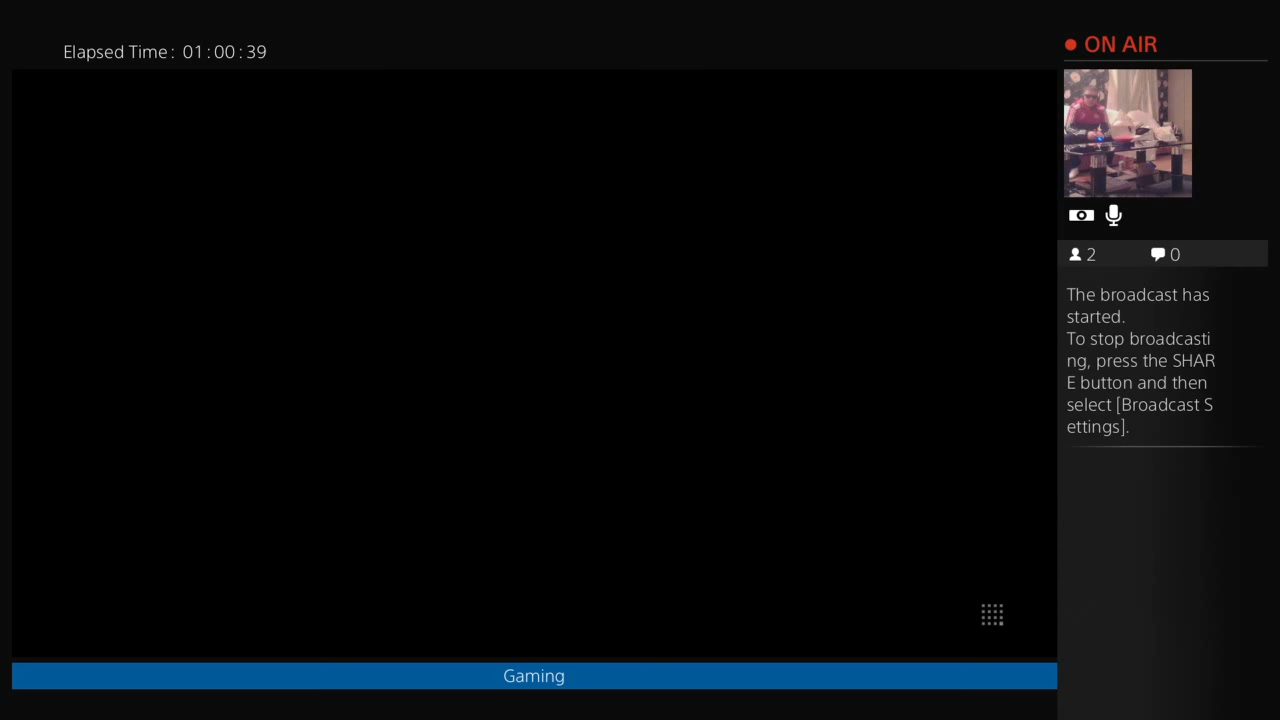 Elapsed Time: 01:00:39
ON AIR
2 0
The broadcast has
started.
To stop broadcasti
ng, press the SHAR
E button and then
select [Broadcast S
ettings].
Gaming